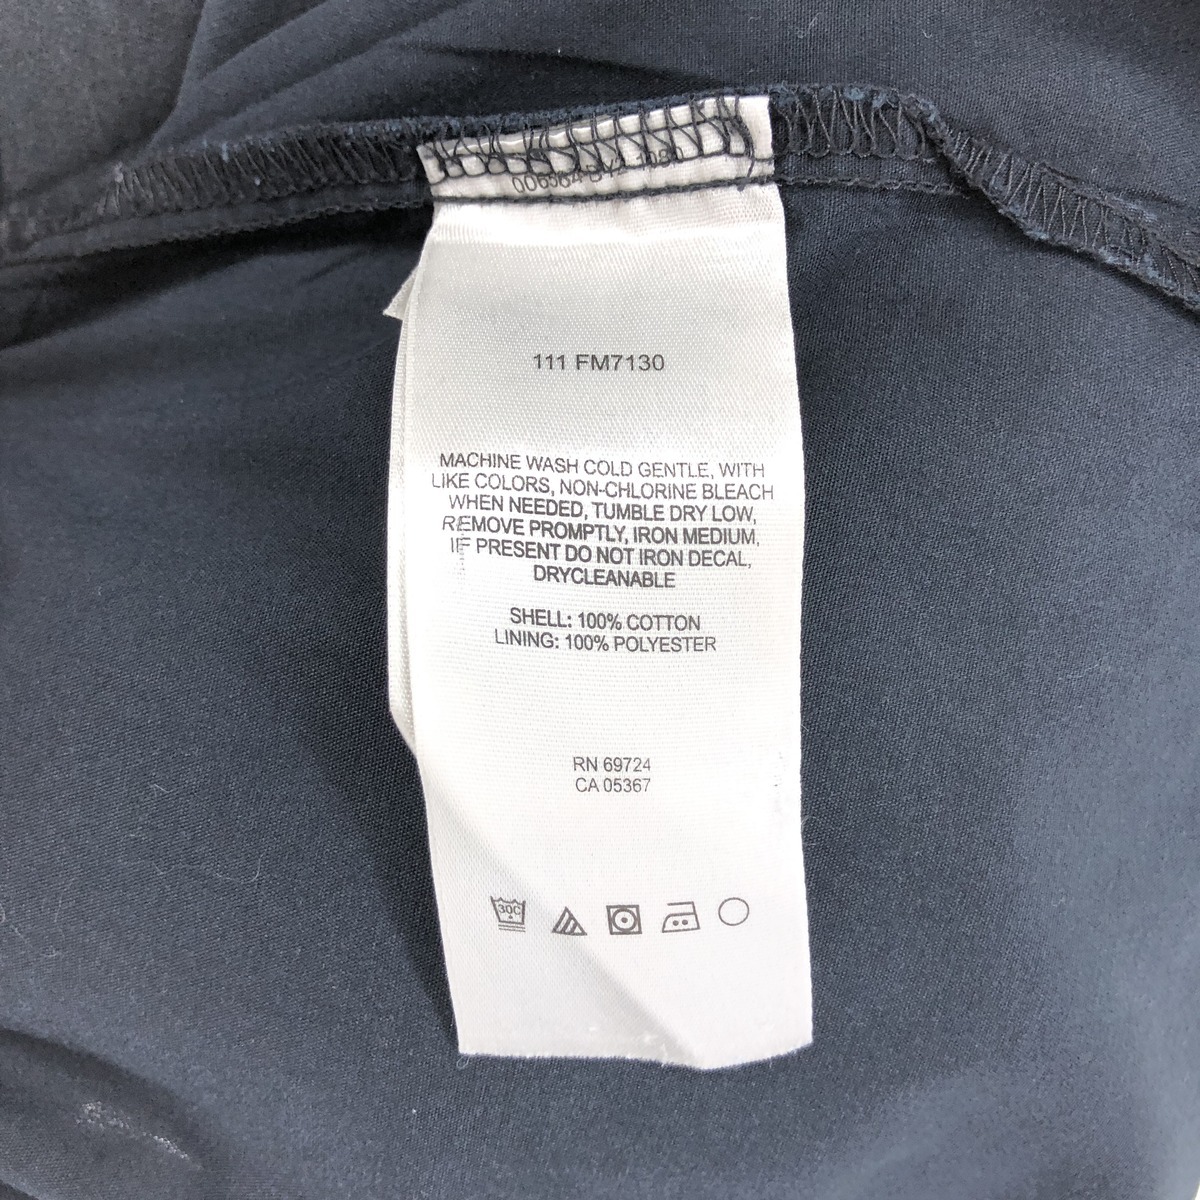 111 FM7130
MACHINE WASH COLD GENTLE, WITH
LIKE COLORS, NON-CHLORINE BLEACH
WHEN NEEDED, TUMBLE DRY LOW,
REMOVE PROMPTLY, IRON MEDIUM,
IF PRESENT DO NOT IRON DECAL,
DRYCLEANABLE
SHELL: 100% COTTON
LINING: 100% POLYESTER
RN 69724
CA 05367
30C